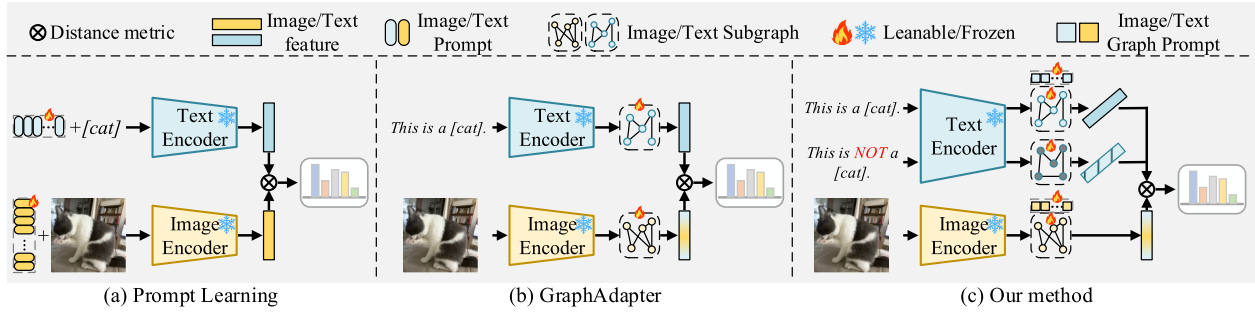 Distance metric
Image/Text
feature
Image/Text
Prompt
Image/Text Subgraph
Leanable/Frozen
Image/Text
Graph Prompt
+[cat]
Text
Encoder
+
Image
Encoder
(a) Prompt Learning
This is a [cat].
Text
Encoder
Image
Encoder
(b) GraphAdapter
This is a [cat].
This is NOT a
[cat].
Text
Encoder
Image
Encoder
(c) Our method